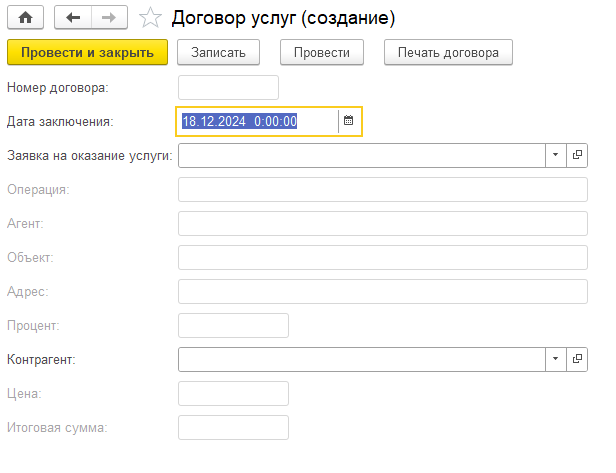 Договор услуг (создание)
Провести и закрыть Записать Провести Печать договора
Номер договора:
Дата заключения: 18.12.2024 0:00:00
Заявка на оказание услуги:
Операция:
Агент:
Объект:
Адрес:
Процент:
Контрагент:
Цена:
Итоговая сумма: